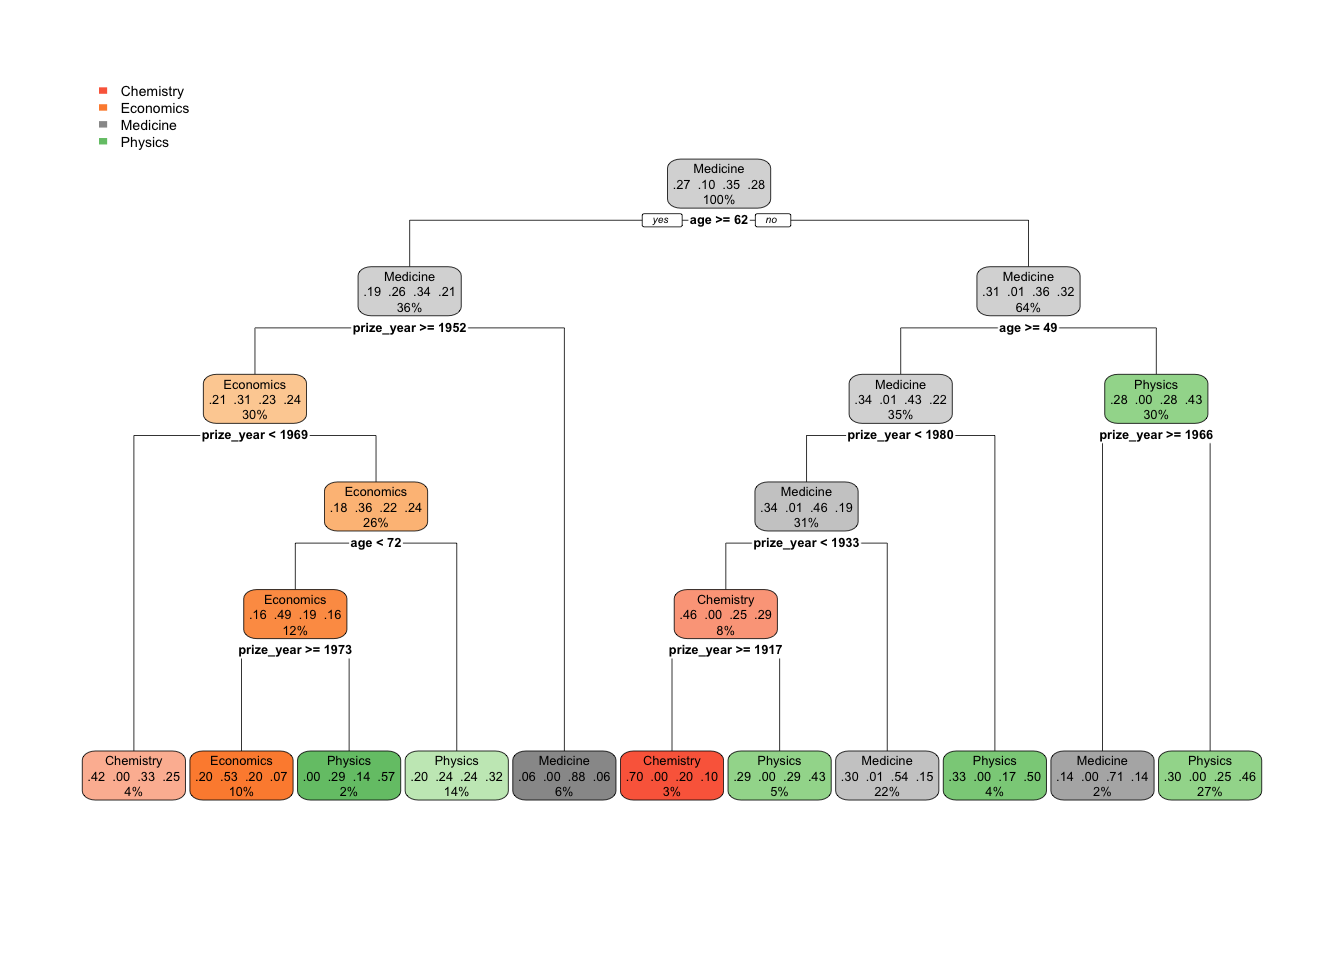 Chemistry
Economics
Medicine
Physics
Medicine
.27 .10 .35 .28
100%
yes age >= 62 no
Medicine
.19 .26 .34 .21
36%
prize_year >= 1952
Medicine
.31 .01 .36 .32
64%
age >= 49
Economics
.21 .31 .23 .24
30%
prize_year < 1969
Medicine
.34 .01 .43 .22
35%
prize_year < 1980
Physics
.28 .00 .28 .43
30%
prize_year >= 1966
Economics
.18 .36 .22 .24
26%
age < 72
Medicine
.34 .01 .46 .19
31%
prize_year < 1933
Economics
.16 .49 .19 .16
12%
prize_year >= 1973
Chemistry
.46 .00 .25 .29
8%
prize_year >= 1917
Chemistry
.42 .00 .33 .25
4%
Economics
.20 .53 .20 .07
10%
Physics
.00 .29 .14 .57
2%
Physics
.20 .24 .24 .32
14%
Medicine
.06 .00 .88 .06
6%
Chemistry
.70 .00 .20 .10
3%
Physics
.29 .00 .29 .43
5%
Medicine
.30 .01 .54 .15
22%
Physics
.33 .00 .17 .50
4%
Medicine
.14 .00 .71 .14
2%
Physics
.30 .00 .25 .46
27%